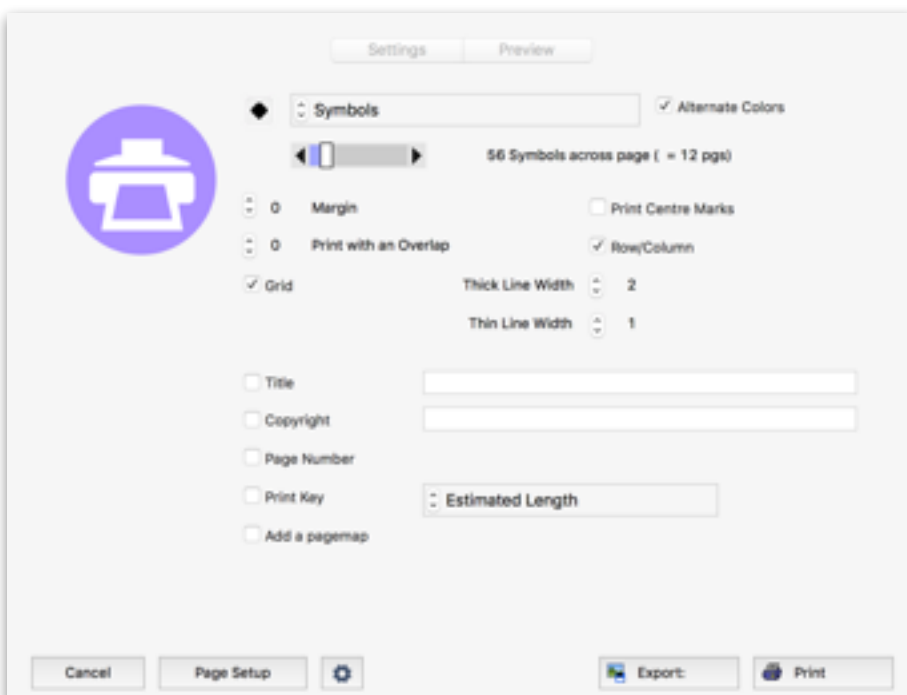 Settings Preview
Symbols Alternate Colors
56 Symbols across page ( = 12 pgs)
0 Margin Print Centre Marks
0 Print with an Overlap Row/Column
Grid Thick Line Width 2
Thin Line Width 1
Title
Copyright
Page Number
Print Key Estimated Length
Add a pagemap
Cancel Page Setup Export: Print